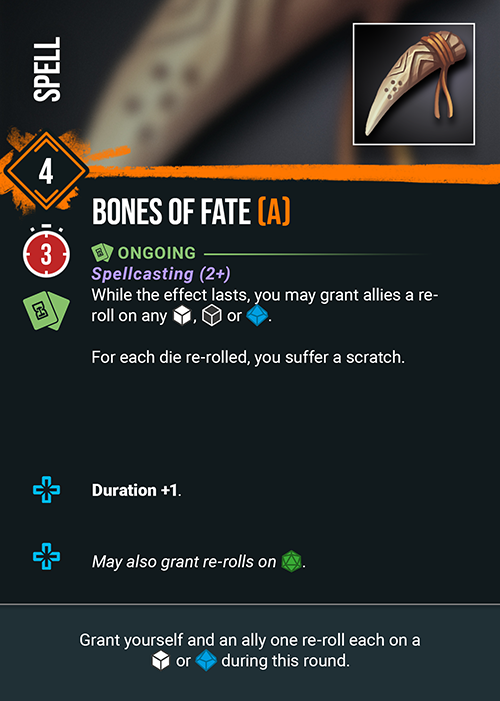 SPELL
4
BONES OF FATE (A)
3
ONGOING
Spellcasting (2+)
While the effect lasts, you may grant allies a re-
roll on any , or .
For each die re-rolled, you suffer a scratch.
Duration +1.
May also grant re-rolls on .
Grant yourself and an ally one re-roll each on a
or during this round.